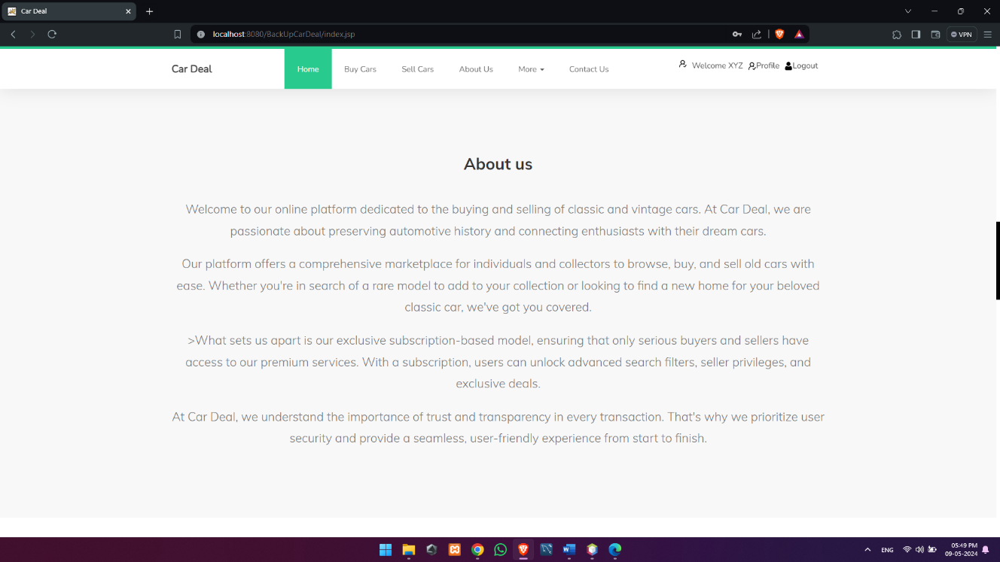 Car Deal
localhost:8080/BackUpCarDeal/index.jsp
VPN
Car Deal
Home
Buy Cars
Sell Cars
About Us
More
Contact Us
Welcome XYZ
Profile
Logout
About us
Welcome to our online platform dedicated to the buying and selling of classic and vintage cars. At Car Deal, we are
passionate about preserving automotive history and connecting enthusiasts with their dream cars.
Our platform offers a comprehensive marketplace for individuals and collectors to browse, buy, and sell old cars with
ease. Whether you're in search of a rare model to add to your collection or looking to find a new home for your beloved
classic car, we've got you covered.
>What sets us apart is our exclusive subscription-based model, ensuring that only serious buyers and sellers have
access to our premium services. With a subscription, users can unlock advanced search filters, seller privileges, and
exclusive deals.
At Car Deal, we understand the importance of trust and transparency in every transaction. That's why we prioritize user
security and provide a seamless, user-friendly experience from start to finish.
ENG
05:49 PM
09-05-2024